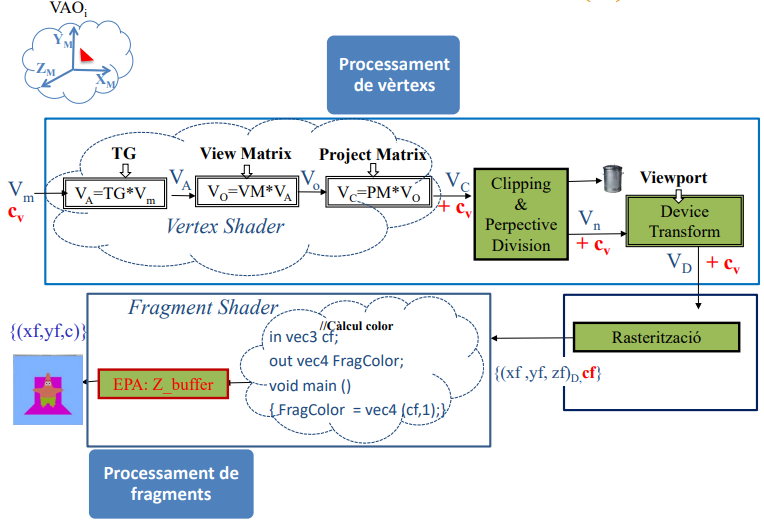 VAOi
YM
ZM
XM
Processament
de vèrtexs
TG
View Matrix
Project Matrix
Vm
cv
VA=TG*Vm
VA
VO=VM*VA
Vo
VC=PM*VO
VC
+ cv
Vertex Shader
Clipping
&
Perpective
Division
Vn
+ cv
Viewport
Device
Transform
VD
+ cv
Fragment Shader
{(xf,yf,c)}
EPA: Z_buffer
//Càlcul color
in vec3 cf;
out vec4 FragColor;
void main ()
{ FragColor = vec4 (cf,1);}
Rasterització
{(xf ,yf, zf)D,cf}
Processament de
fragments